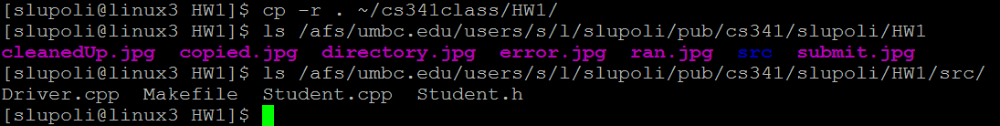 [slupoli@linux3 HW1]$ cp -r . ~/cs341class/HW1/
[slupoli@linux3 HW1]$ ls /afs/umbc.edu/users/s/l/slupoli/pub/cs341/slupoli/HW1
cleanedUp.jpg  copied.jpg  directory.jpg  error.jpg  ran.jpg  src  submit.jpg
[slupoli@linux3 HW1]$ ls /afs/umbc.edu/users/s/l/slupoli/pub/cs341/slupoli/HW1/src/
Driver.cpp  Makefile  Student.cpp  Student.h
[slupoli@linux3 HW1]$